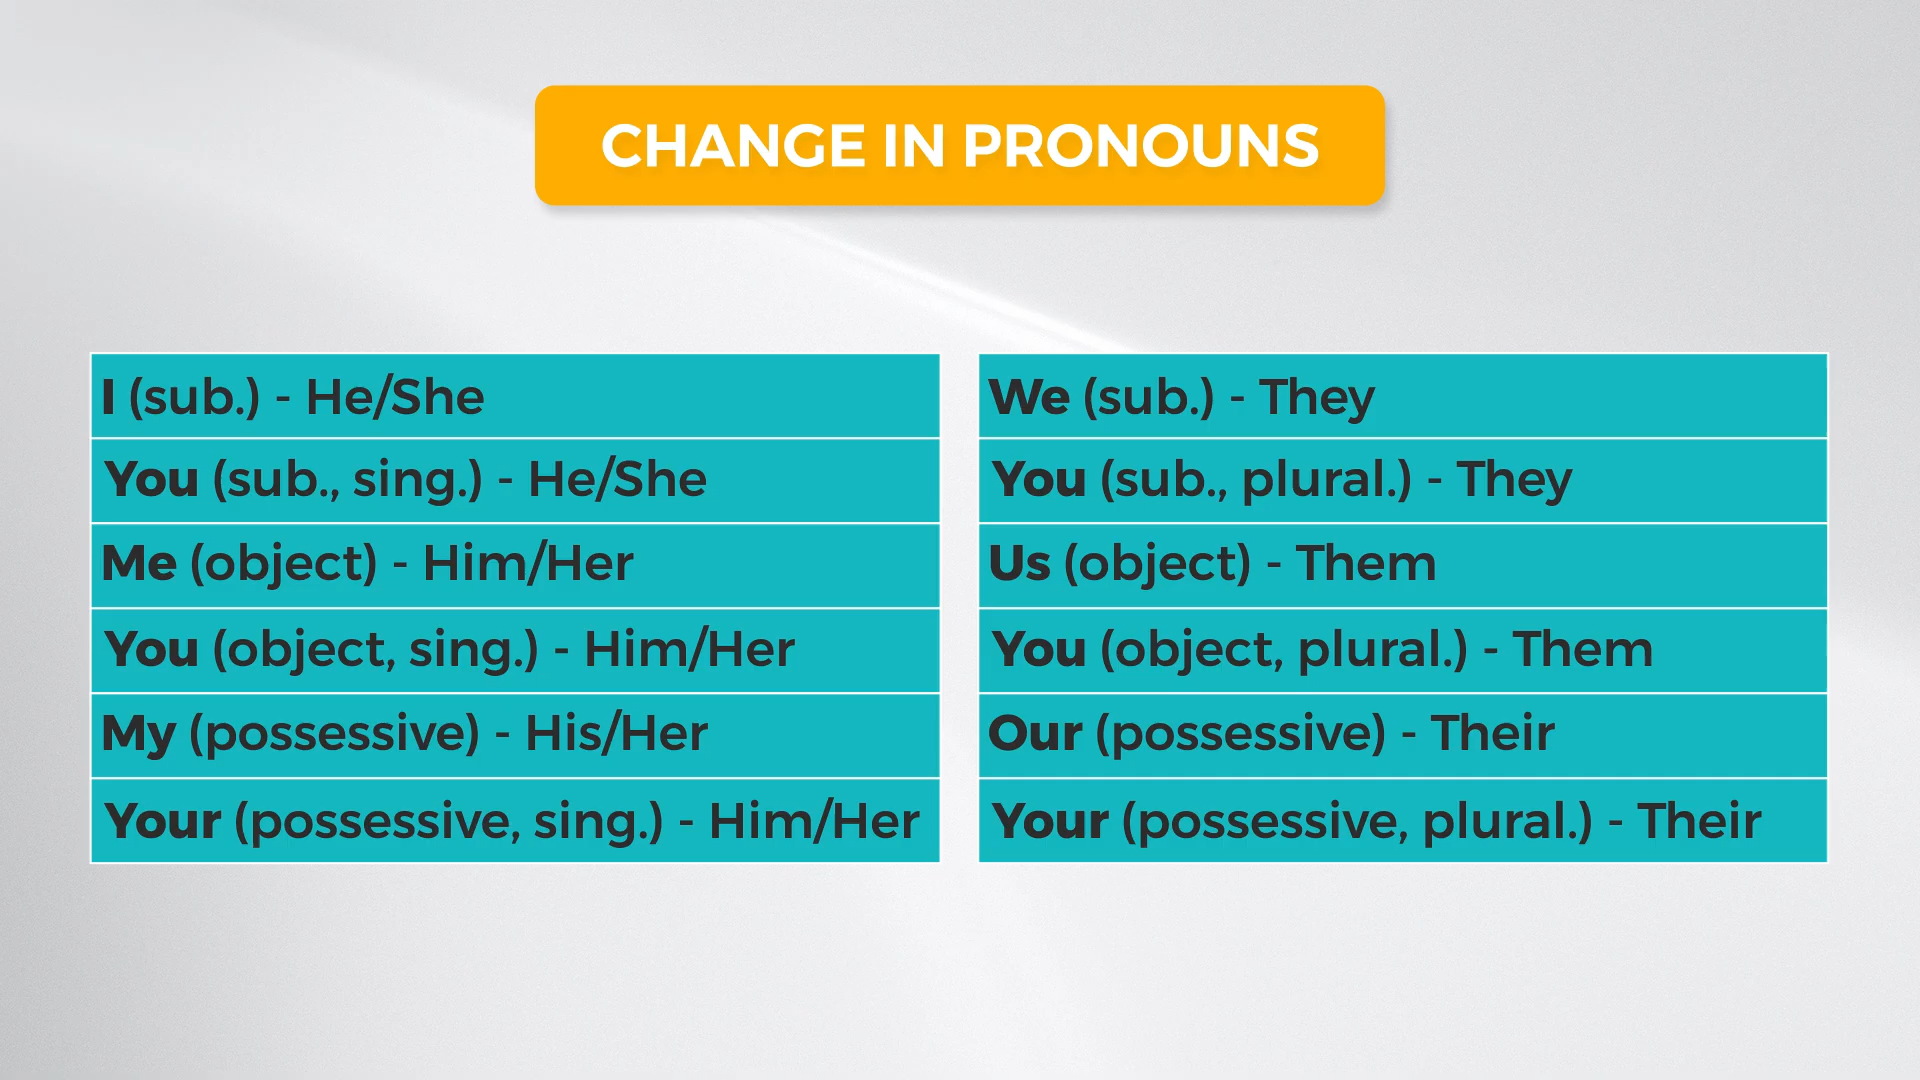 CHANGE IN PRONOUNS
I (sub.) - He/She
You (sub., sing.) - He/She
Me (object) - Him/Her
You (object, sing.) - Him/Her
My (possessive) - His/Her
Your (possessive, sing.) - Him/Her
We (sub.) - They
You (sub., plural.) - They
Us (object) - Them
You (object, plural.) - Them
Our (possessive) - Their
Your (possessive, plural.) - Their